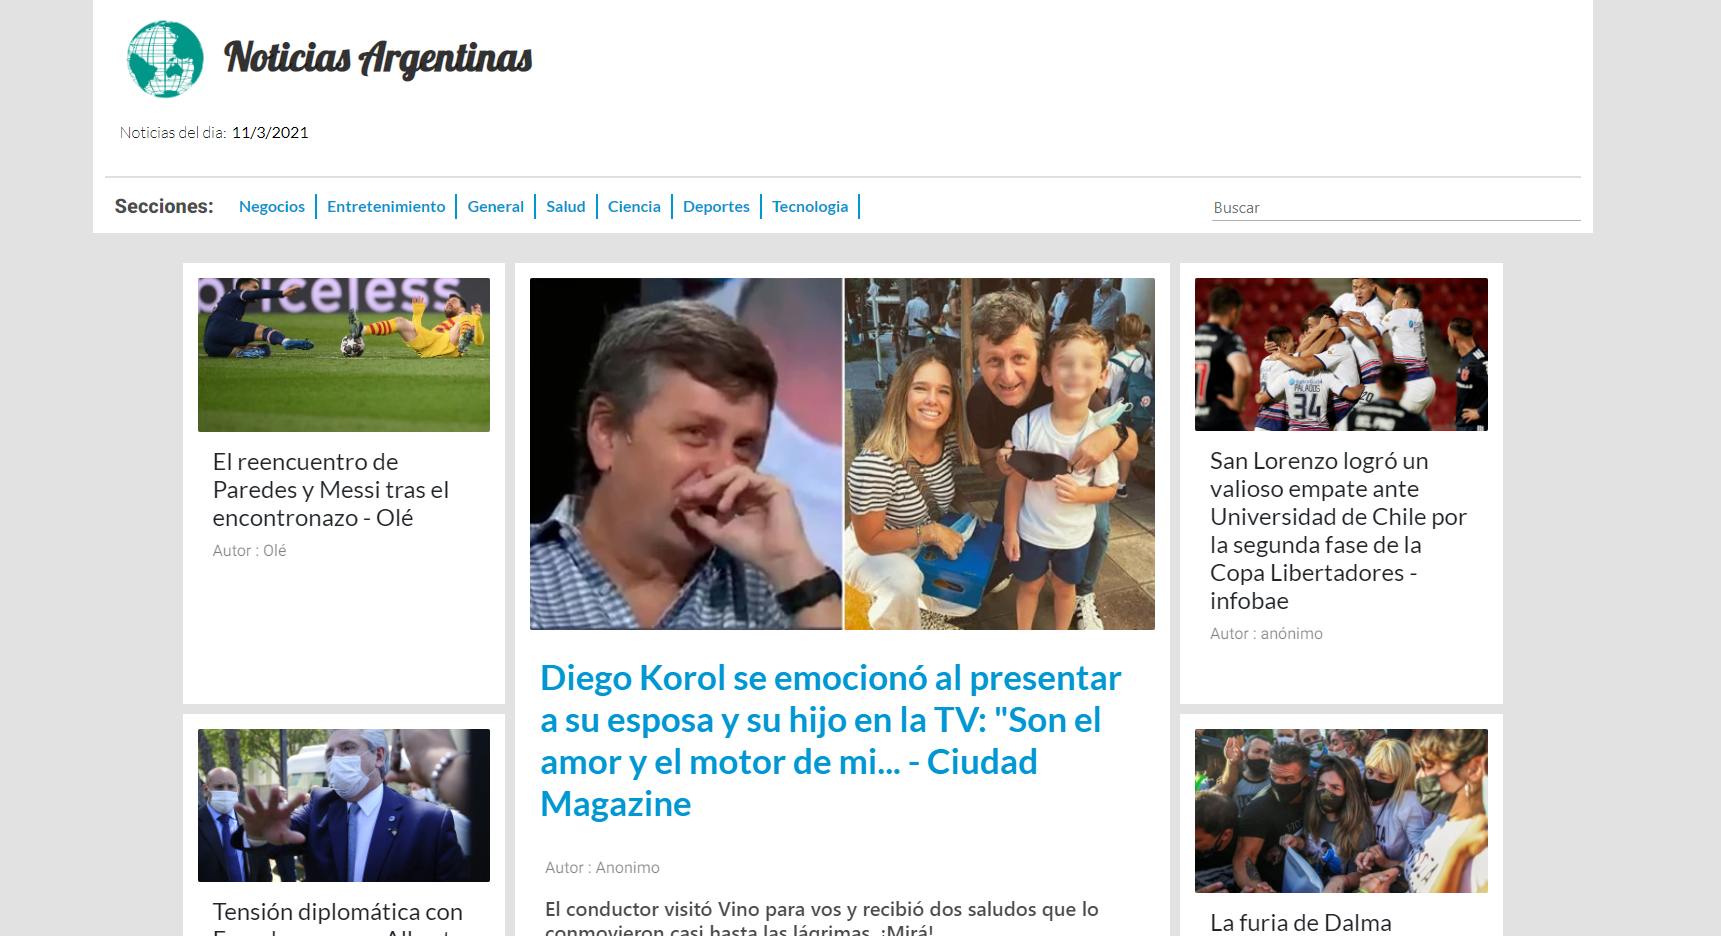 Noticias Argentinas
Noticias del dia: 11/3/2021
Secciones: Negocios Entretenimiento General Salud Ciencia Deportes Tecnologia Buscar
El reencuentro de
Paredes y Messi tras el
encontronazo - Olé
Autor : Olé
Diego Korol se emocionó al presentar
a su esposa y su hijo en la TV: "Son el
amor y el motor de mi... - Ciudad
Magazine
Autor : Anonimo
El conductor visitó Vino para vos y recibió dos saludos que lo
conmovieron casi hasta las lágrimas. ¡Mirá!
PALACIOS
34
20
San Lorenzo logró un
valioso empate ante
Universidad de Chile por
la segunda fase de la
Copa Libertadores -
infobae
Autor : anónimo
Tensión diplomática con
La furia de Dalma